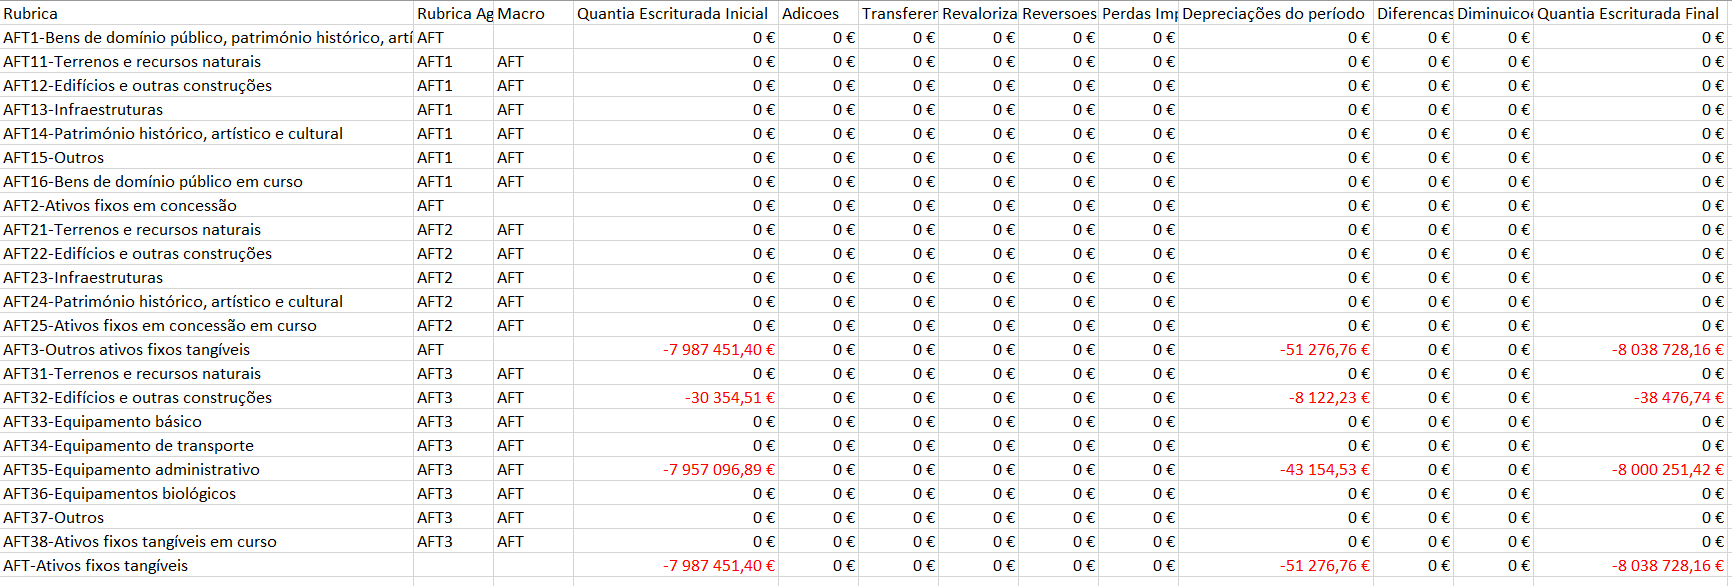 Rubrica Rubrica Ag Macro Quantia Escriturada Inicial Adicoes Transferer Revaloriza Reversoes Perdas Imp Depreciações do período Diferencas Diminuicoe Quantia Escriturada Final
AFT1-Bens de domínio público, património histórico, artí AFT 0 € 0 € 0 € 0 € 0 € 0 € 0 € 0 € 0 € 0 €
AFT11-Terrenos e recursos naturais AFT1 AFT 0 € 0 € 0 € 0 € 0 € 0 € 0 € 0 € 0 € 0 €
AFT12-Edifícios e outras construções AFT1 AFT 0 € 0 € 0 € 0 € 0 € 0 € 0 € 0 € 0 € 0 €
AFT13-Infraestruturas AFT1 AFT 0 € 0 € 0 € 0 € 0 € 0 € 0 € 0 € 0 € 0 €
AFT14-Património histórico, artístico e cultural AFT1 AFT 0 € 0 € 0 € 0 € 0 € 0 € 0 € 0 € 0 € 0 €
AFT15-Outros AFT1 AFT 0 € 0 € 0 € 0 € 0 € 0 € 0 € 0 € 0 € 0 €
AFT16-Bens de domínio público em curso AFT1 AFT 0 € 0 € 0 € 0 € 0 € 0 € 0 € 0 € 0 € 0 €
AFT2-Ativos fixos em concessão AFT 0 € 0 € 0 € 0 € 0 € 0 € 0 € 0 € 0 € 0 €
AFT21-Terrenos e recursos naturais AFT2 AFT 0 € 0 € 0 € 0 € 0 € 0 € 0 € 0 € 0 € 0 €
AFT22-Edifícios e outras construções AFT2 AFT 0 € 0 € 0 € 0 € 0 € 0 € 0 € 0 € 0 € 0 €
AFT23-Infraestruturas AFT2 AFT 0 € 0 € 0 € 0 € 0 € 0 € 0 € 0 € 0 € 0 €
AFT24-Património histórico, artístico e cultural AFT2 AFT 0 € 0 € 0 € 0 € 0 € 0 € 0 € 0 € 0 € 0 €
AFT25-Ativos fixos em concessão em curso AFT2 AFT 0 € 0 € 0 € 0 € 0 € 0 € 0 € 0 € 0 € 0 €
AFT3-Outros ativos fixos tangíveis AFT -7 987 451,40 € 0 € 0 € 0 € 0 € 0 € -51 276,76 € 0 € 0 € -8 038 728,16 €
AFT31-Terrenos e recursos naturais AFT3 AFT 0 € 0 € 0 € 0 € 0 € 0 € 0 € 0 € 0 € 0 €
AFT32-Edifícios e outras construções AFT3 AFT -30 354,51 € 0 € 0 € 0 € 0 € 0 € -8 122,23 € 0 € 0 € -38 476,74 €
AFT33-Equipamento básico AFT3 AFT 0 € 0 € 0 € 0 € 0 € 0 € 0 € 0 € 0 € 0 €
AFT34-Equipamento de transporte AFT3 AFT 0 € 0 € 0 € 0 € 0 € 0 € 0 € 0 € 0 € 0 €
AFT35-Equipamento administrativo AFT3 AFT -7 957 096,89 € 0 € 0 € 0 € 0 € 0 € -43 154,53 € 0 € 0 € -8 000 251,42 €
AFT36-Equipamentos biológicos AFT3 AFT 0 € 0 € 0 € 0 € 0 € 0 € 0 € 0 € 0 € 0 €
AFT37-Outros AFT3 AFT 0 € 0 € 0 € 0 € 0 € 0 € 0 € 0 € 0 € 0 €
AFT38-Ativos fixos tangíveis em curso AFT3 AFT 0 € 0 € 0 € 0 € 0 € 0 € 0 € 0 € 0 € 0 €
AFT-Ativos fixos tangíveis -7 987 451,40 € 0 € 0 € 0 € 0 € 0 € -51 276,76 € 0 € 0 € -8 038 728,16 €